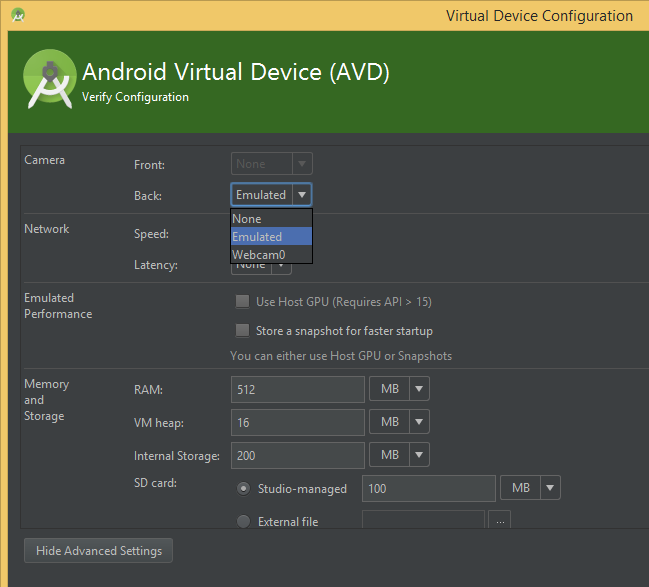 Virtual Device Configuration
Android Virtual Device (AVD)
Verify Configuration
Camera
Front: None
Back: Emulated
None
Emulated
Webcam0
Network
Speed:
Latency: None
Emulated
Performance
Use Host GPU (Requires API > 15)
Store a snapshot for faster startup
You can either use Host GPU or Snapshots
Memory
and
Storage
RAM: 512 MB
VM heap: 16 MB
Internal Storage: 200 MB
SD card:
Studio-managed 100 MB
External file ...
Hide Advanced Settings